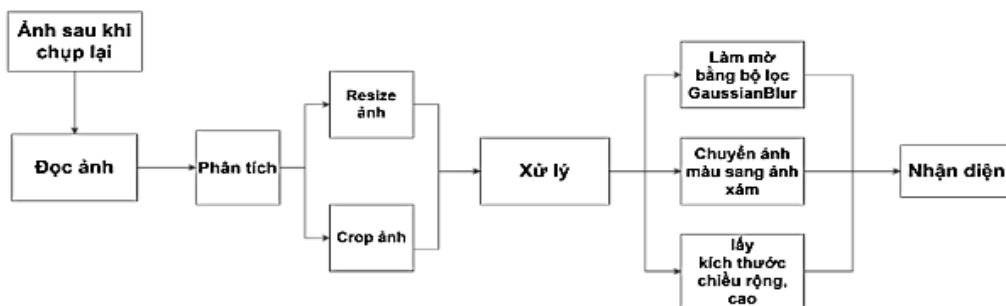 Ảnh sau khi
chụp lại
Đọc ảnh
Phân tích
Resize
ảnh
Crop ảnh
Xử lý
Làm mờ
bằng bộ lọc
GaussianBlur
Chuyển ảnh
màu sang ảnh
xám
lấy
kích thước
chiều rộng,
cao
Nhận diện